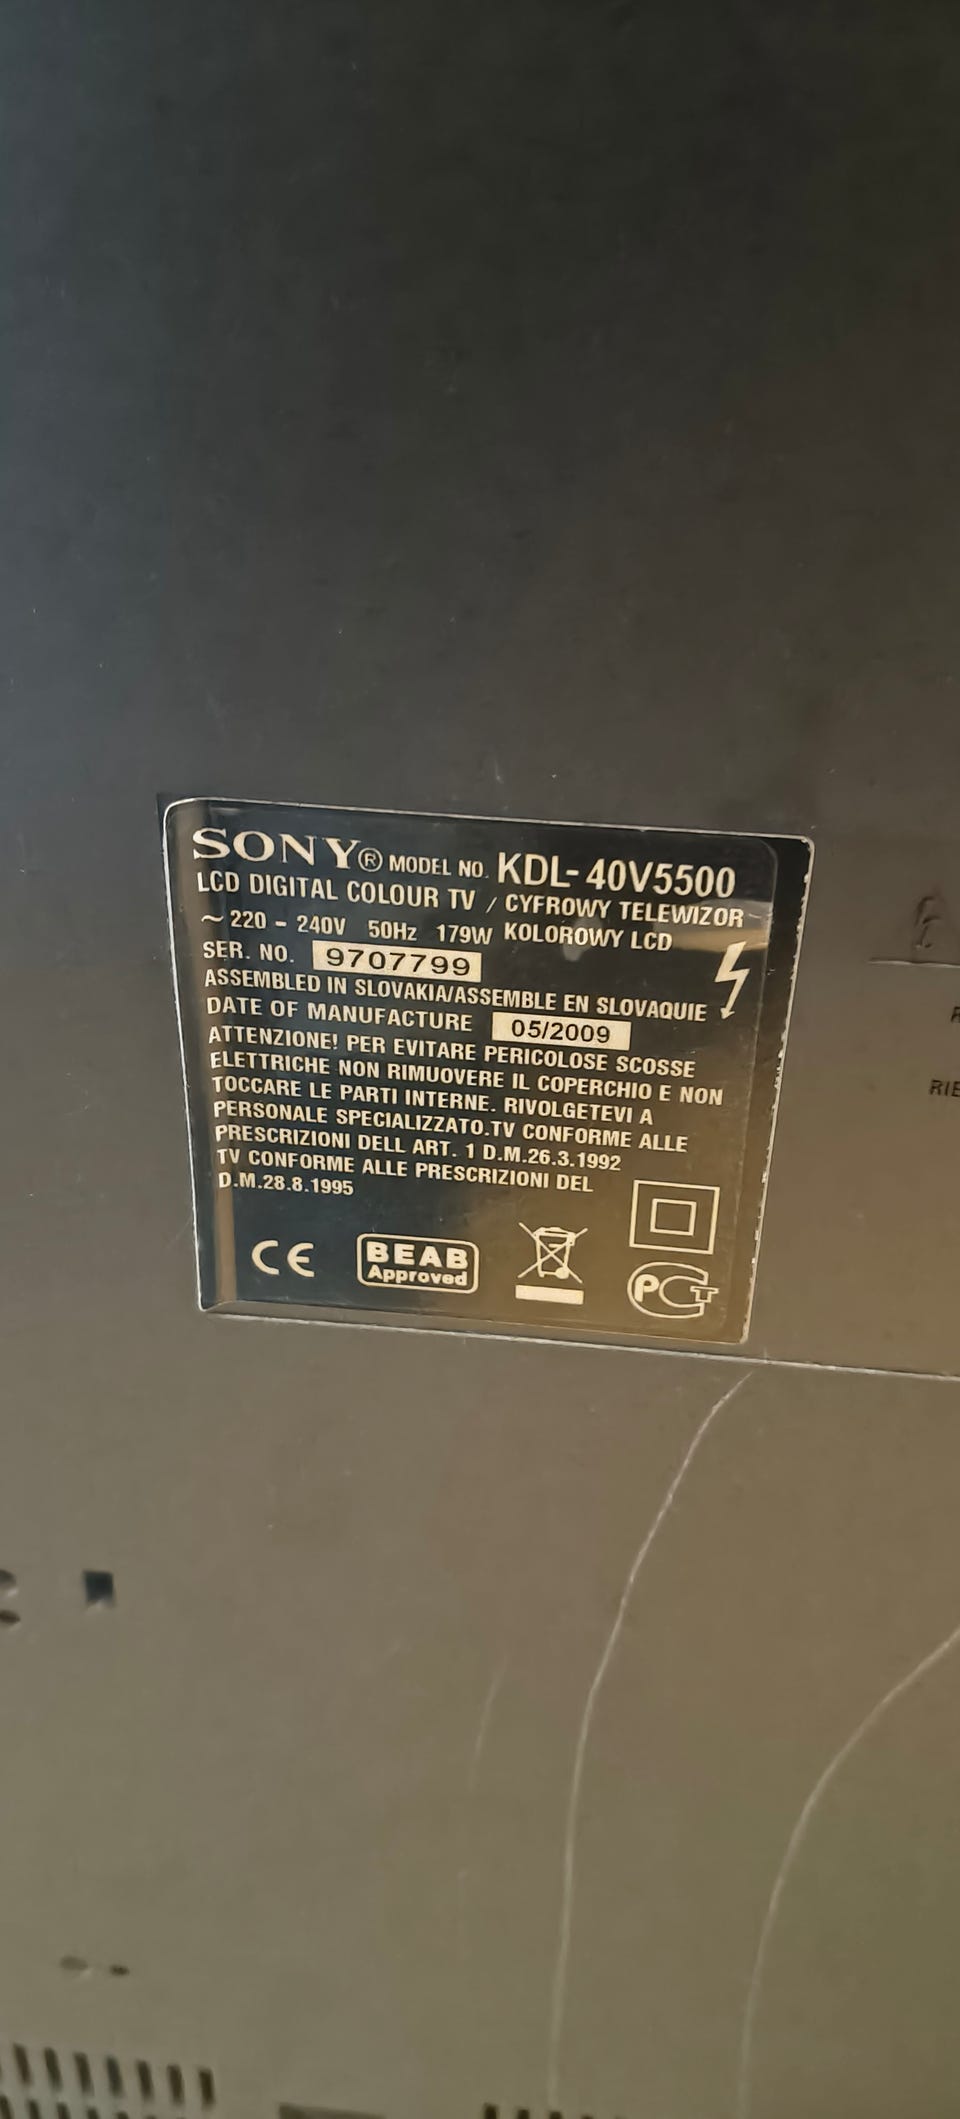 SONY® MODEL NO. KDL-40V5500
LCD DIGITAL COLOUR TV / CYFROWY TELEWIZOR
~220 - 240V 50Hz 179W KOLOROWY LCD
SER. NO. 9707799
ASSEMBLED IN SLOVAKIA/ASSEMBLE EN SLOVAQUIE
DATE OF MANUFACTURE 05/2009
ATTENZIONE! PER EVITARE PERICOLOSE SCOSSE
ELETTRICHE NON RIMUOVERE IL COPERCHIO E NON
TOCCARE LE PARTI INTERNE. RIVOLGETEVI A
PERSONALE SPECIALIZZATO.TV CONFORME ALLE
PRESCRIZIONI DELL ART. 1 D.M.26.3.1992
TV CONFORME ALLE PRESCRIZIONI DEL
D.M.28.8.1995
CE BEAB
Approved
PCT